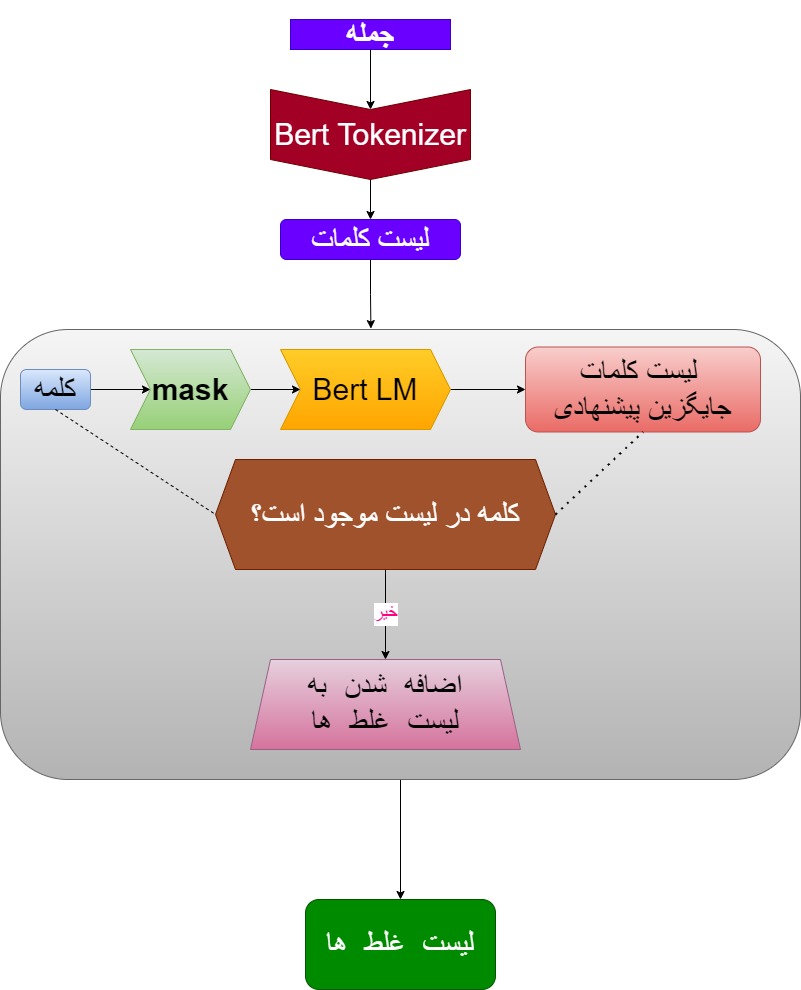 جمله
Bert Tokenizer
لیست کلمات
کلمه
mask
Bert LM
لیست کلمات
جایگزین پیشنهادی
کلمه در لیست موجود است؟
خیر
اضافه شدن به
لیست غلط ها
لیست غلط ها